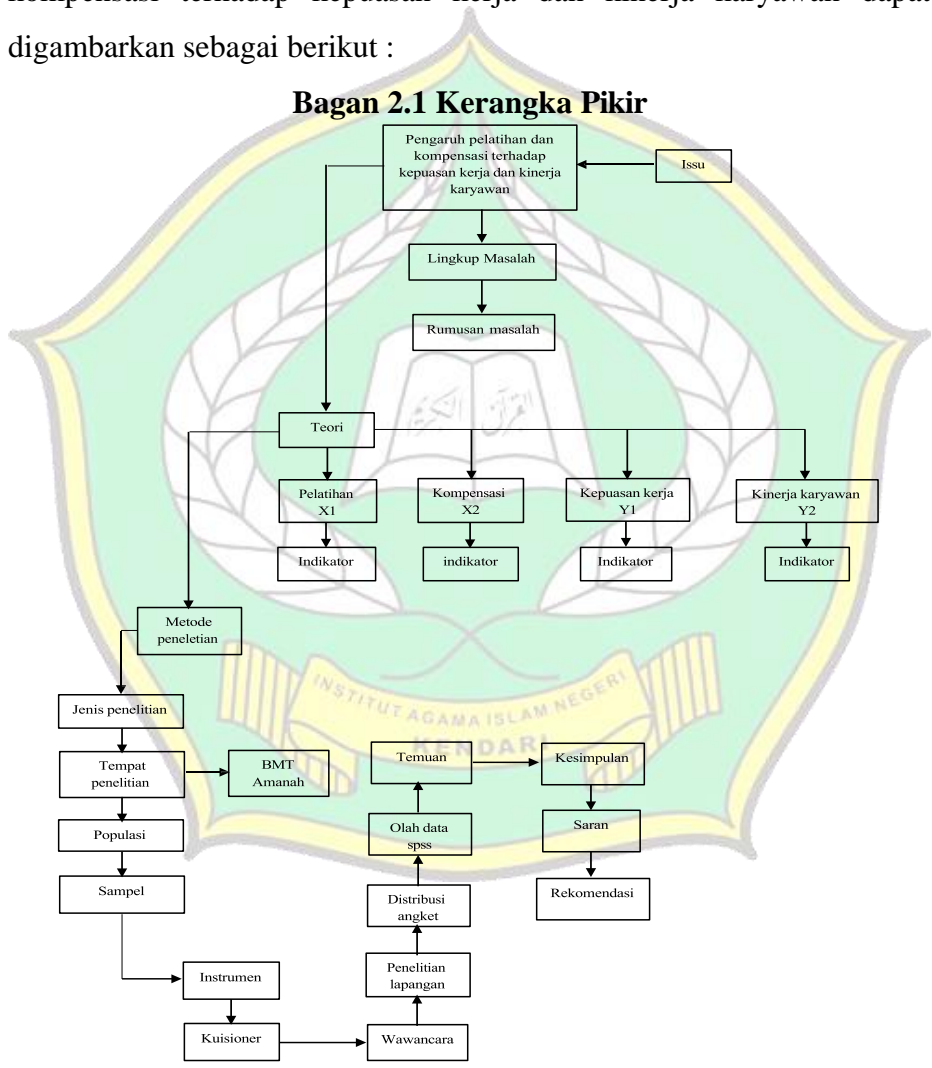 kompensasi terhadap kepuasan kerja dan kinerja karyawan dapat
digambarkan sebagai berikut :
Bagan 2.1 Kerangka Pikir
Pengaruh pelatihan dan
kompensasi terhadap
kepuasan kerja dan kinerja
karyawan
Issu
Lingkup Masalah
Rumusan masalah
Teori
Pelatihan
X1
Kompensasi
X2
Kepuasan kerja
Y1
Kinerja karyawan
Y2
Indikator
indikator
Indikator
Indikator
Metode
peneletian
INSTITUT AGAMA ISLAM NEGERI
KENDARI
Jenis penelitian
Tempat
penelitian
BMT
Amanah
Populasi
Sampel
Instrumen
Kuisioner
Wawancara
Penelitian
lapangan
Distribusi
angket
Olah data
spss
Temuan
Kesimpulan
Saran
Rekomendasi